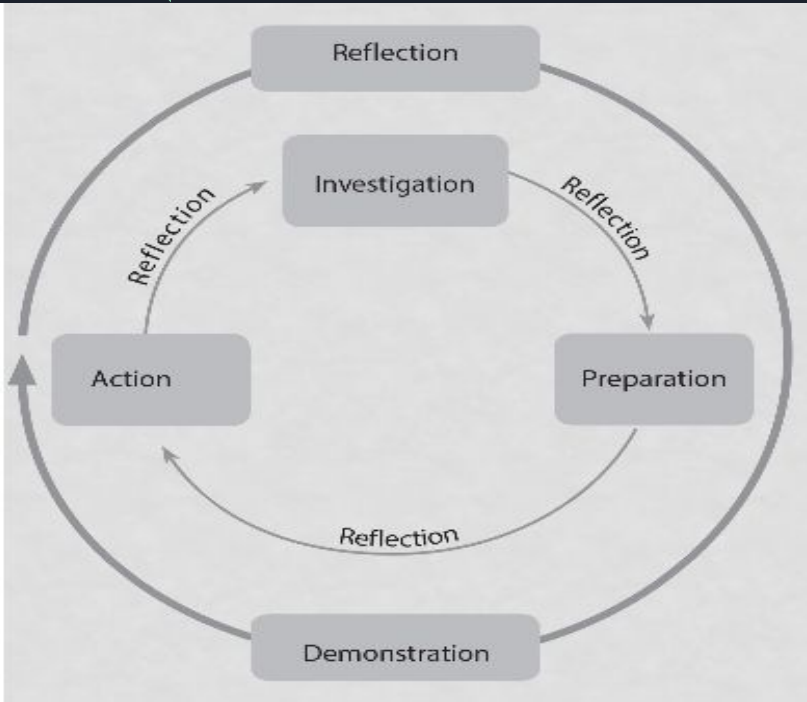 Reflection
Investigation
Reflection
Reflection
Action
Preparation
Reflection
Demonstration